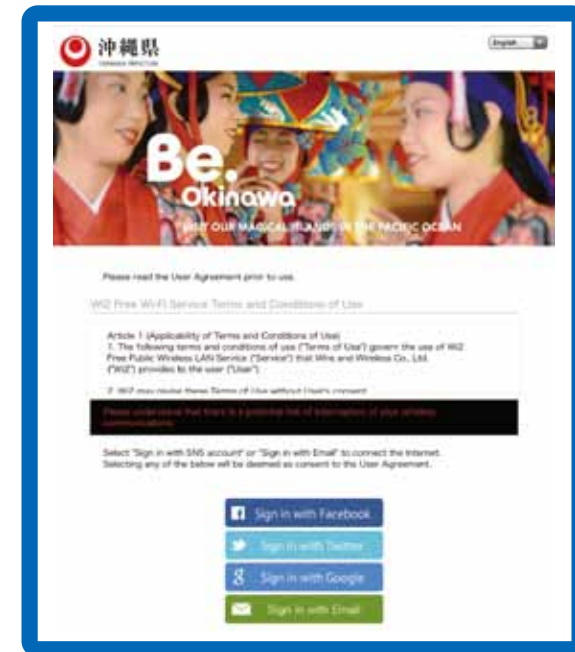 沖縄県
OKINAWA PREFECTURE
English
Be.
Okinawa
VISIT OUR MAGICAL ISLANDS IN THE PACIFIC OCEAN
Please read the User Agreement prior to use.
Wi2 Free Wi-Fi Service Terms and Conditions of Use
Article 1 (Applicability of Terms and Conditions of Use)
1. The following terms and conditions of use ("Terms of Use") govern the use of Wi2
Free Public Wireless LAN Service ("Service") that Wire and Wireless Co., Ltd.
("Wi2") provides to the user ("User").
2. Wi2 may revise these Terms of Use without User's consent.
Please understand that there is a potential risk of interception of your wireless
communications.
Select "Sign in with SNS account" or "Sign in with Email" to connect the Internet.
Selecting any of the below will be deemed as consent to the User Agreement.
Sign in with Facebook
Sign in with Twitter
Sign in with Google
Sign in with Email